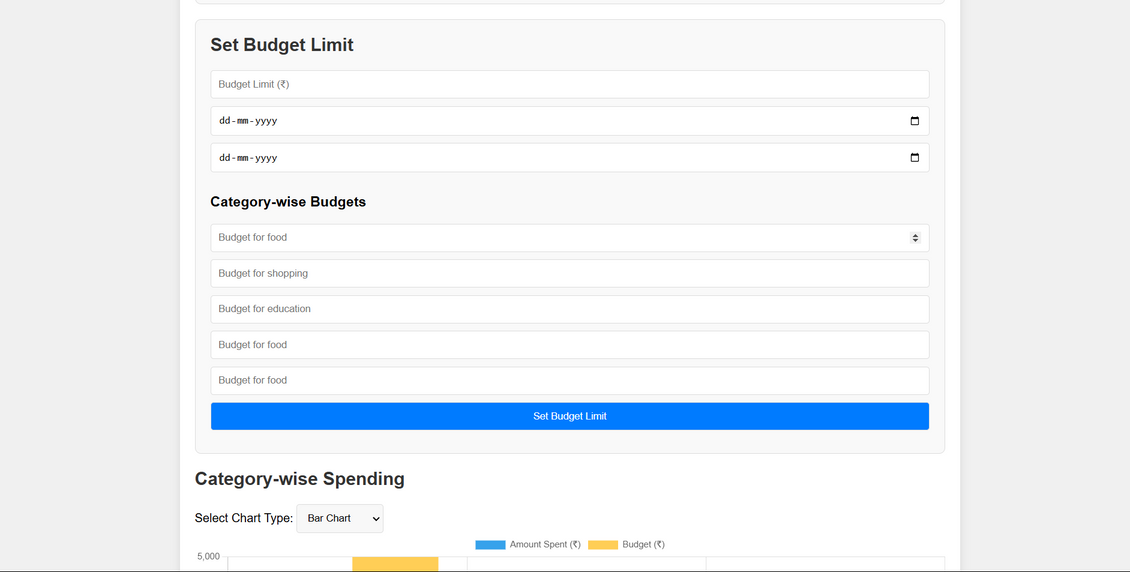 Set Budget Limit
Budget Limit (₹)
dd-mm-yyyy
dd-mm-yyyy
Category-wise Budgets
Budget for food
Budget for shopping
Budget for education
Budget for food
Budget for food
Set Budget Limit
Category-wise Spending
Select Chart Type: Bar Chart
Amount Spent (₹) Budget (₹)
5,000